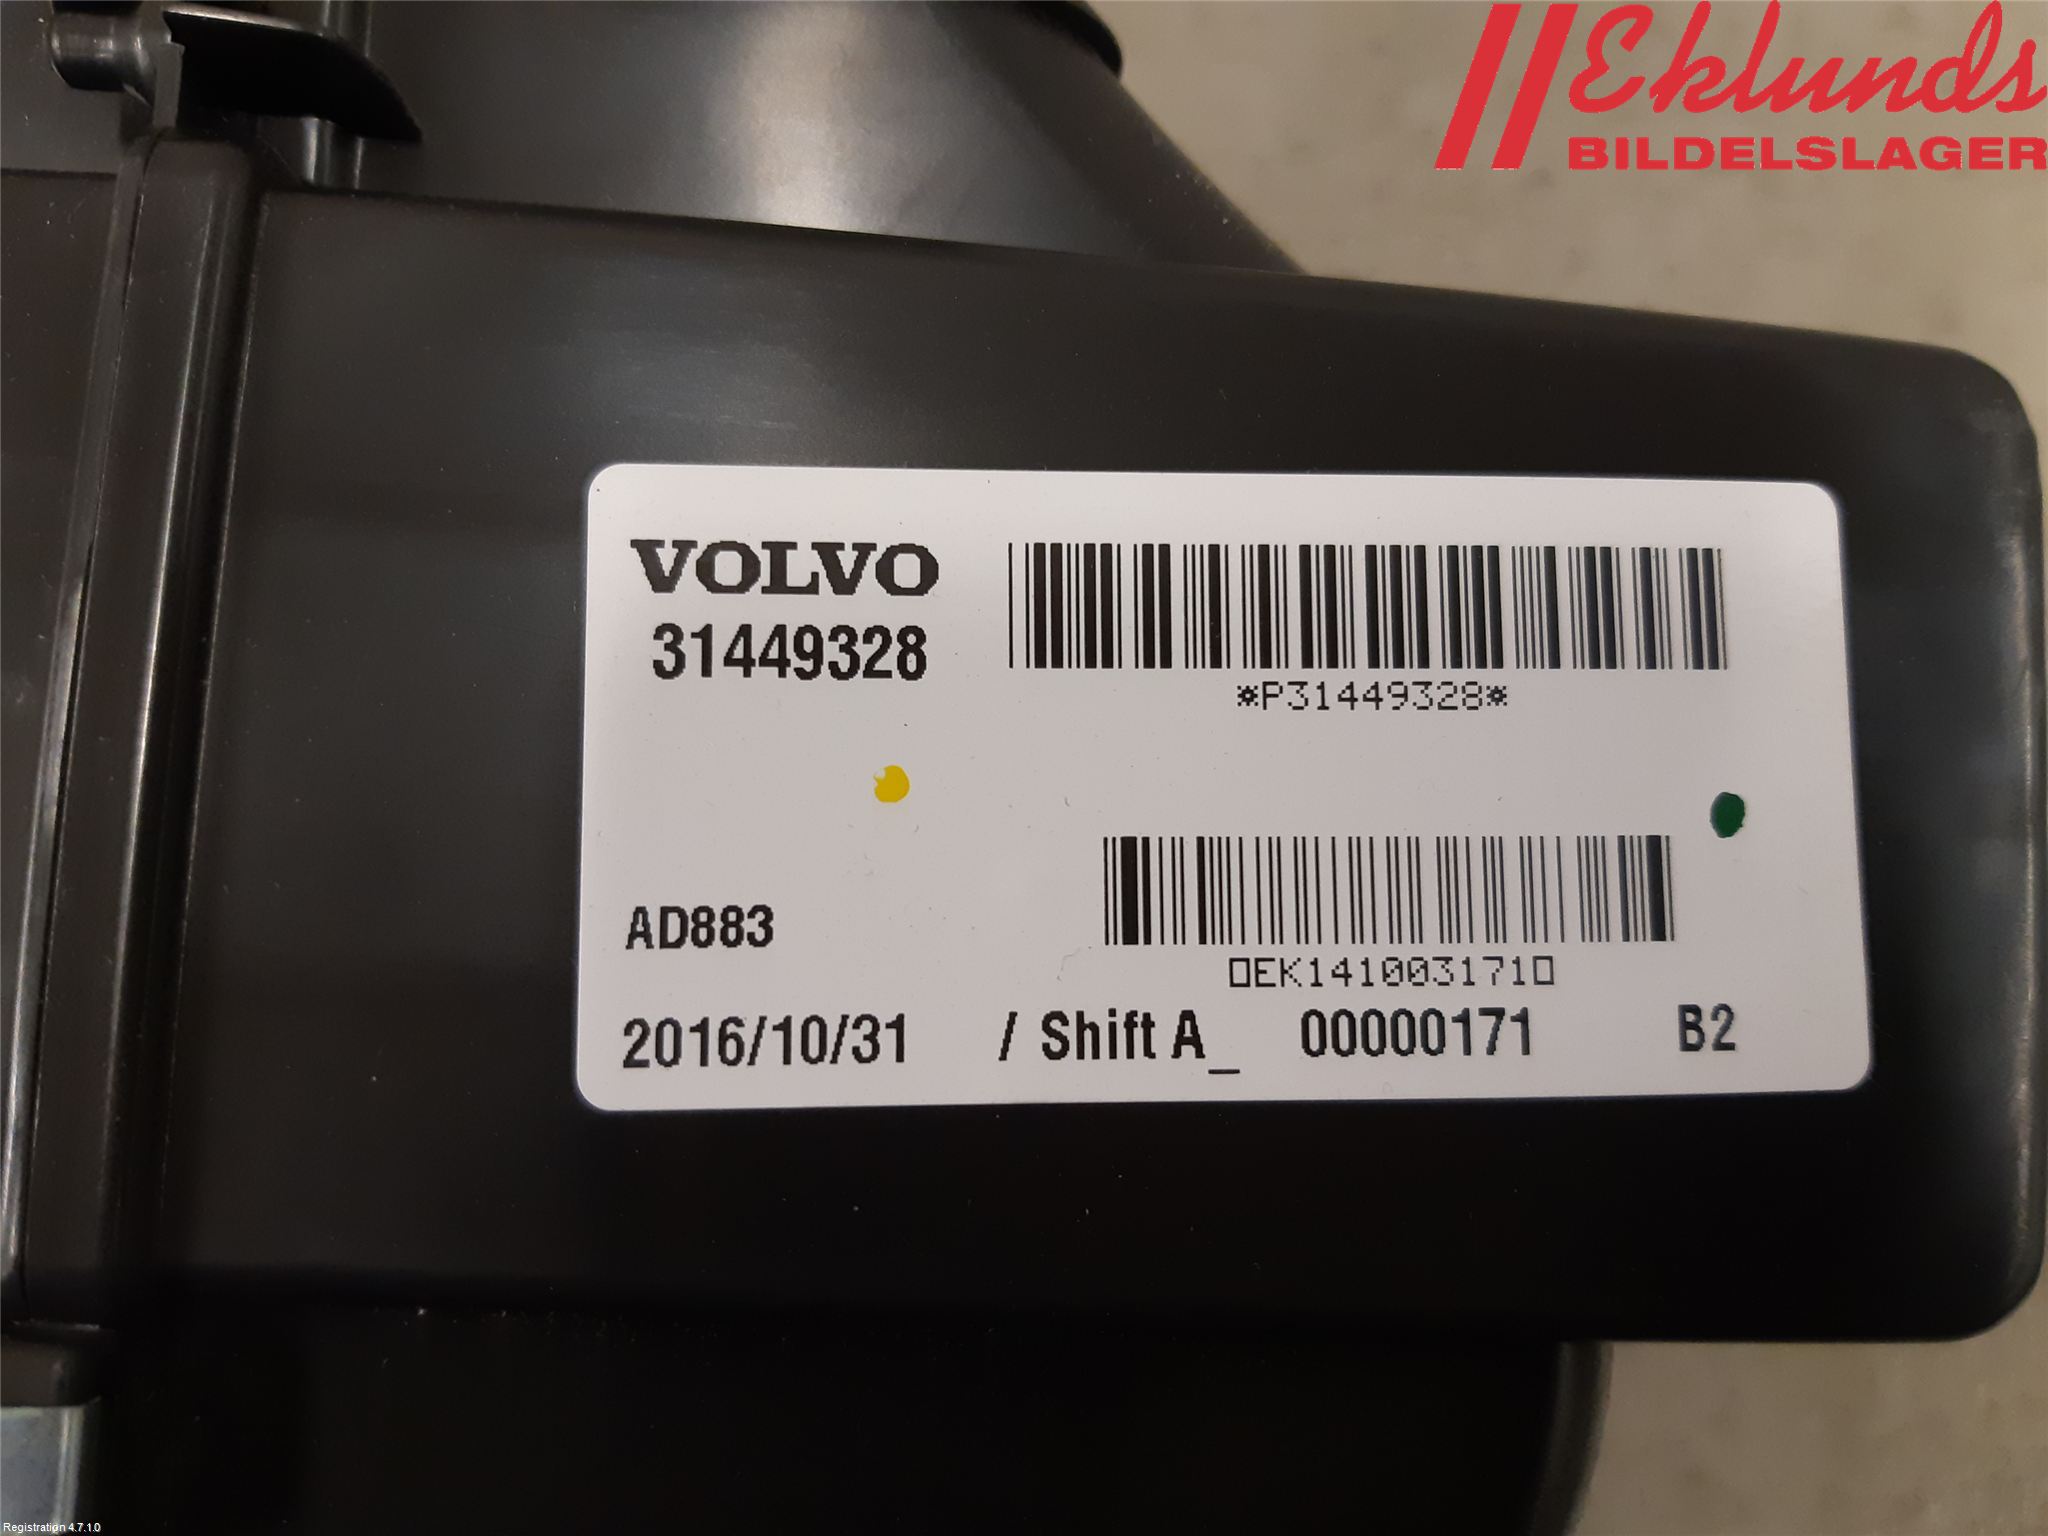 Eklunds
BILDELSLAGER
VOLVO
31449328
*P31449328*
AD883
▯EK1410031710▯
2016/10/31 / Shift A_ 00000171 B2
Registration 4.7.1.0